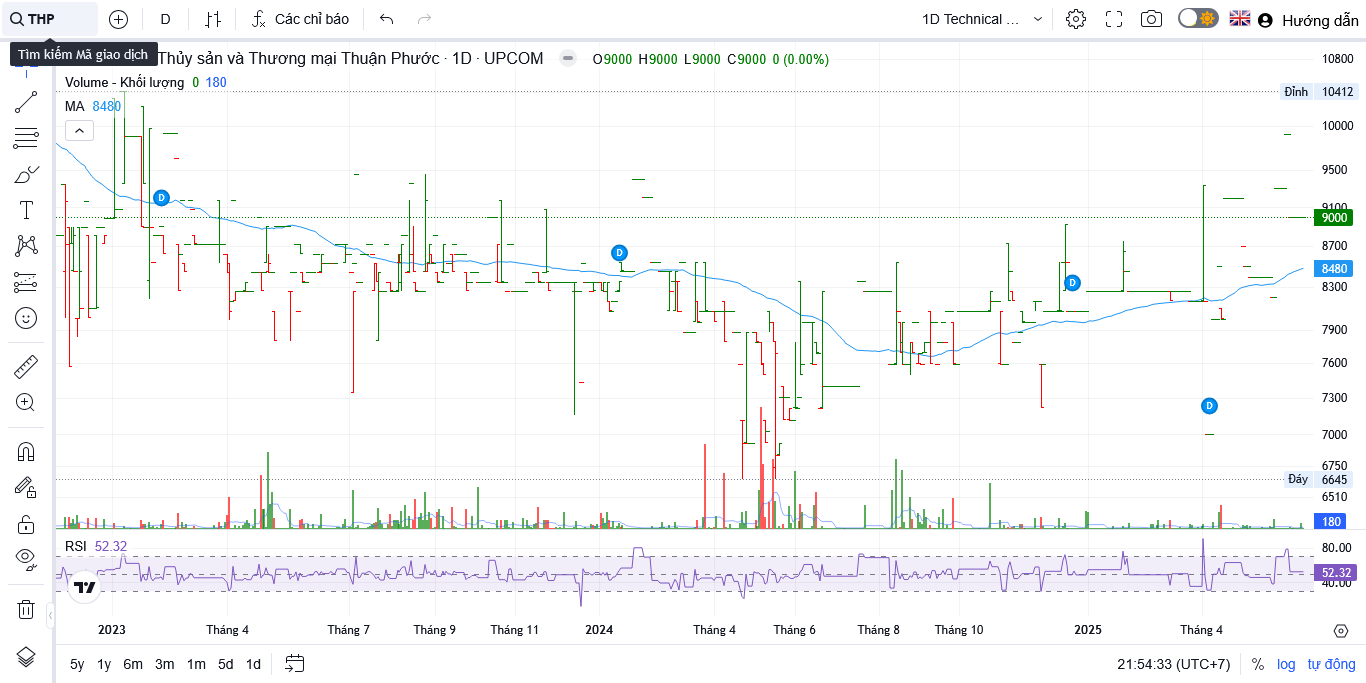 THP
D
Các chỉ báo
1D Technical ...
Hướng dẫn
Tìm kiếm Mã giao dịch
Thủy sản và Thương mại Thuận Phước · 1D · UPCOM
O9000 H9000 L9000 C9000 0 (0.00%)
Volume - Khối lượng 0 180
MA 8480
10800
Đỉnh 10412
10000
9500
9100
9000
8700
8480
8300
7900
7600
7300
7000
6750
Đáy 6645
6510
180
D
D
D
D
RSI 52.32
80.00
52.32
40.00
2023 Tháng 4 Tháng 7 Tháng 9 Tháng 11 2024 Tháng 4 Tháng 6 Tháng 8 Tháng 10 2025 Tháng 4
5y 1y 6m 3m 1m 5d 1d
21:54:33 (UTC+7) % log tự động